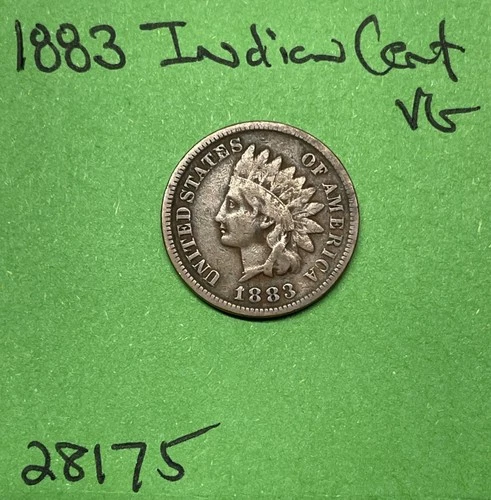 1883 Indian Cent
VG
UNITED STATES OF AMERICA
1883
28175